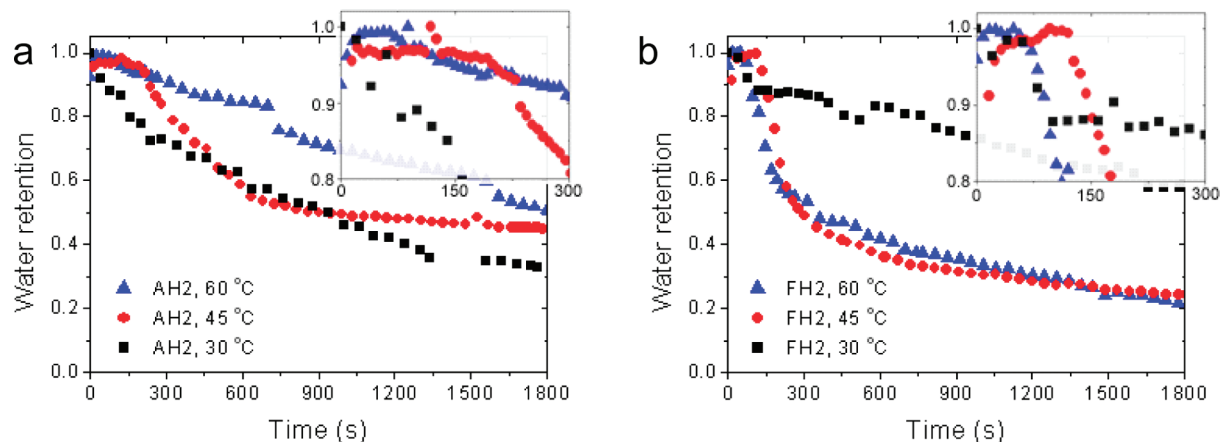 a
Water retention
1.0
0.8
0.6
0.4
0.2
0.0
0 300 600 900 1200 1500 1800
Time (s)
AH2, 60 °C
AH2, 45 °C
AH2, 30 °C
1.0
0.9
0.8
0 150 300
b
Water retention
1.0
0.8
0.6
0.4
0.2
0.0
0 300 600 900 1200 1500 1800
Time (s)
FH2, 60 °C
FH2, 45 °C
FH2, 30 °C
1.0
0.9
0.8
0 150 300